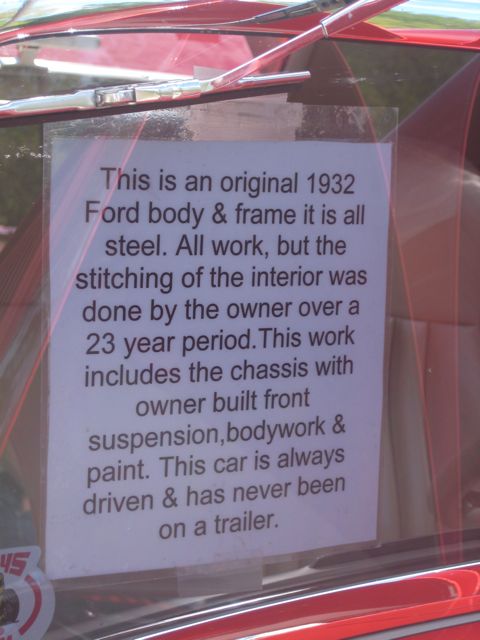 This is an original 1932
Ford body & frame it is all
steel. All work, but the
stitching of the interior was
done by the owner over a
23 year period.This work
includes the chassis with
owner built front
suspension,bodywork &
paint. This car is always
driven & has never been
on a trailer.